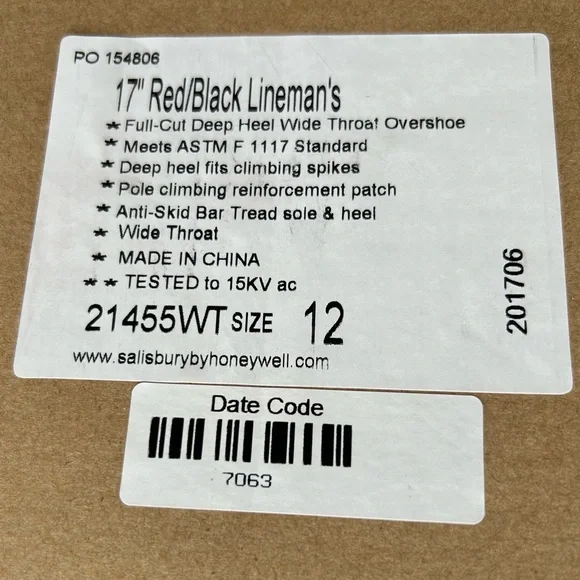 PO 154806
17" Red/Black Lineman's
* Full-Cut Deep Heel Wide Throat Overshoe
* Meets ASTM F 1117 Standard
* Deep heel fits climbing spikes
* Pole climbing reinforcement patch
* Anti-Skid Bar Tread sole & heel
* Wide Throat
* MADE IN CHINA
* * TESTED to 15KV ac
21455WT SIZE 12
www.salisburybyhoneywell.com
201706
Date Code
7063